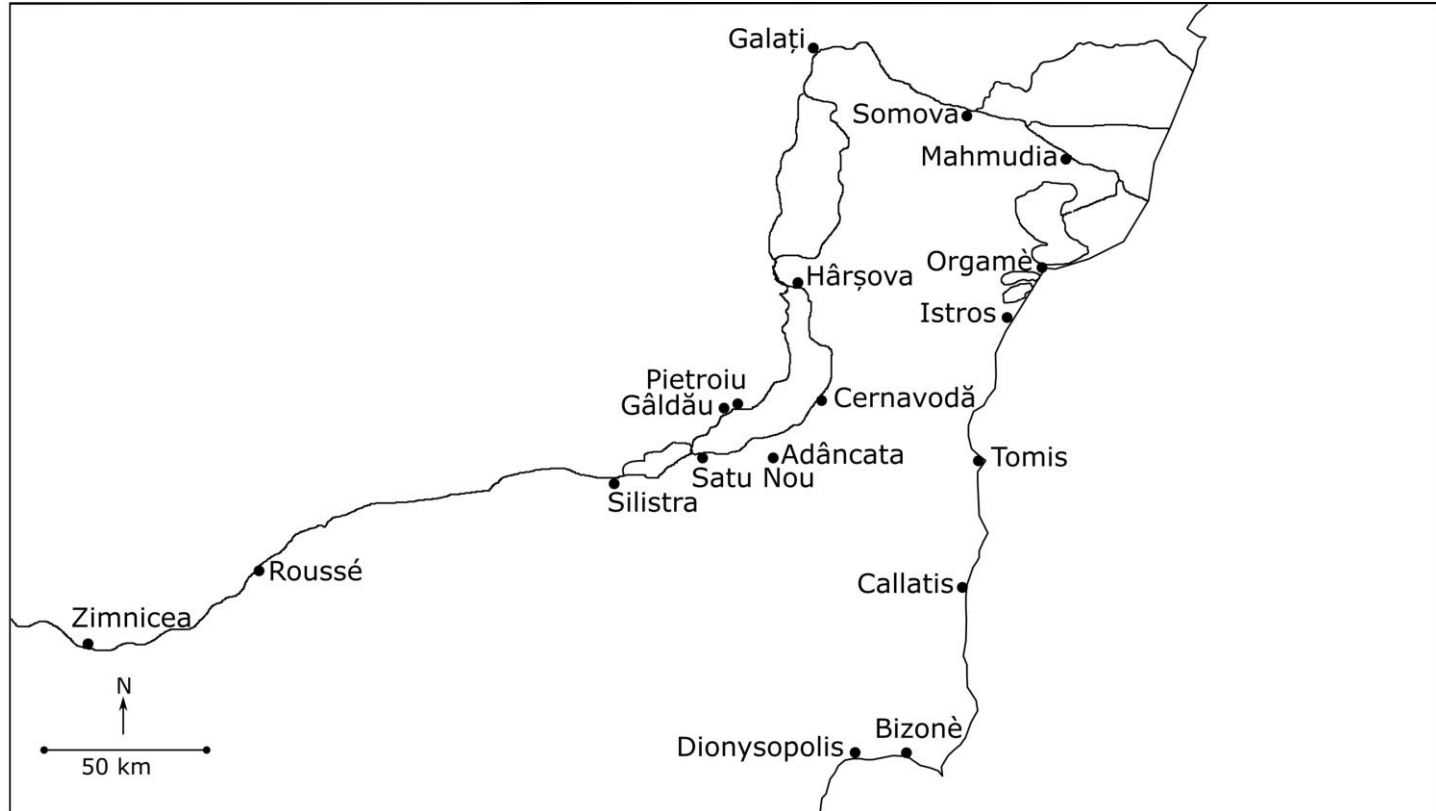 Galați
Somova
Mahmudia
Orgamè
Hârșova
Istros
Pietroiu
Gâldău
Cernavodă
Adâncata
Satu Nou
Tomis
Silistra
Roussé
Callatis
Zimnicea
N
Bizonè
Dionysopolis
50 km